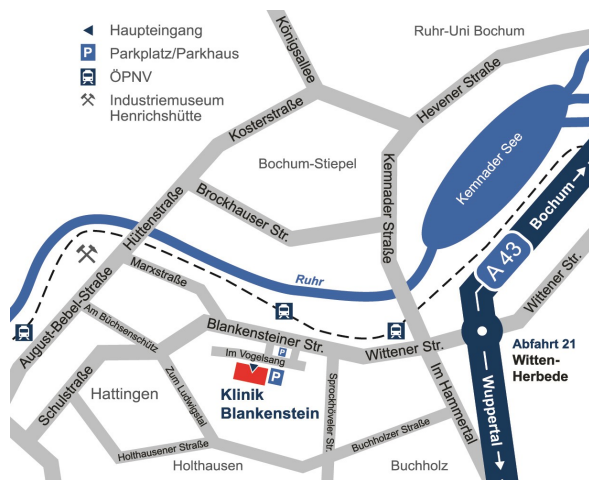 Haupteingang
P Parkplatz/Parkhaus
ÖPNV
Industriemuseum
Henrichshütte
Königsallee
Ruhr-Uni Bochum
Kosterstraße
Hevener Straße
Bochum-Stiepel
Kemnader See
Kemnader Straße
Brockhauser Str.
Hüttenstraße
Bochum
A 43
Ruhr
Marxstraße
August-Bebel-Straße
Am Büchsenschütz
Blankensteiner Str.
Wittener Str.
Wittener Str.
Abfahrt 21
Witten-
Herbede
P
Im Vogelsang
P
Klinik
Blankenstein
Schulstraße
Hattingen
Zum Ludwigstal
Sprockhöveler Str.
Im Hammertal
Wuppertal
Holthausener Straße
Buchholzer Straße
Holthausen
Buchholz